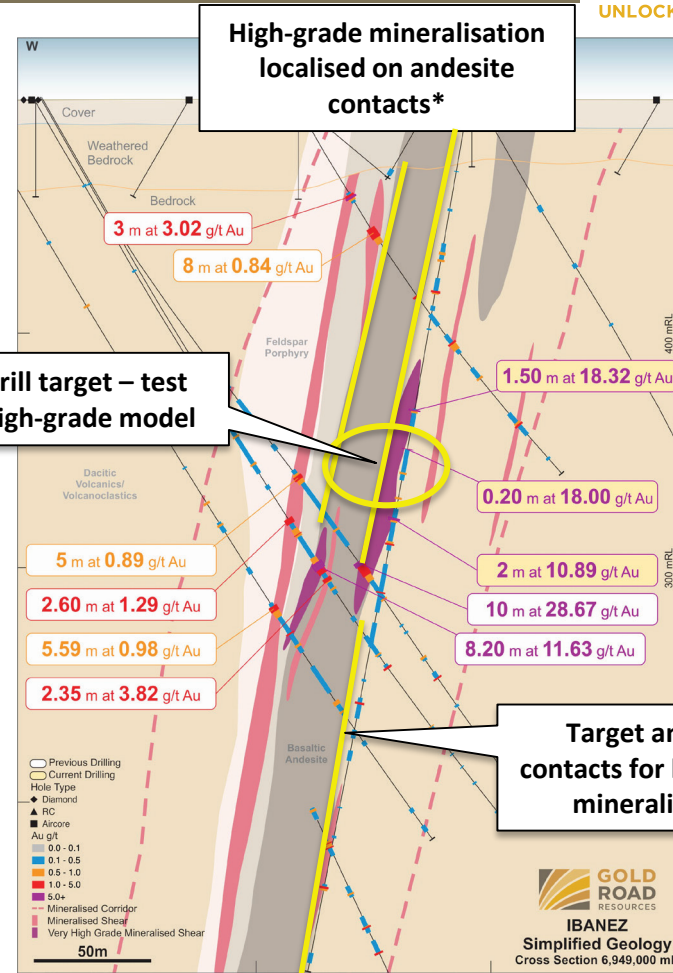 UNLOCK
W
High-grade mineralisation
localised on andesite
contacts*
Cover
Weathered
Bedrock
Bedrock
3 m at 3.02 g/t Au
8 m at 0.84 g/t Au
400 mRL
Feldspar
Porphyry
rill target – test
igh-grade model
1.50 m at 18.32 g/t Au
Dacitic
Volcanics/
Volcanoclastics
0.20 m at 18.00 g/t Au
5 m at 0.89 g/t Au
2 m at 10.89 g/t Au
300 mRL
2.60 m at 1.29 g/t Au
10 m at 28.67 g/t Au
5.59 m at 0.98 g/t Au
8.20 m at 11.63 g/t Au
2.35 m at 3.82 g/t Au
Target an
contacts for
minerali
Basaltic
Andesite
Previous Drilling
Current Drilling
Hole Type
Diamond
RC
Aircore
Au g/t
0.0 - 0.1
0.1 - 0.5
0.5 - 1.0
1.0 - 5.0
5.0+
Mineralised Corridor
Mineralised Shear
Very High Grade Mineralised Shear
50m
GOLD
ROAD
RESOURCES
IBANEZ
Simplified Geology
Cross Section 6,949,000 m